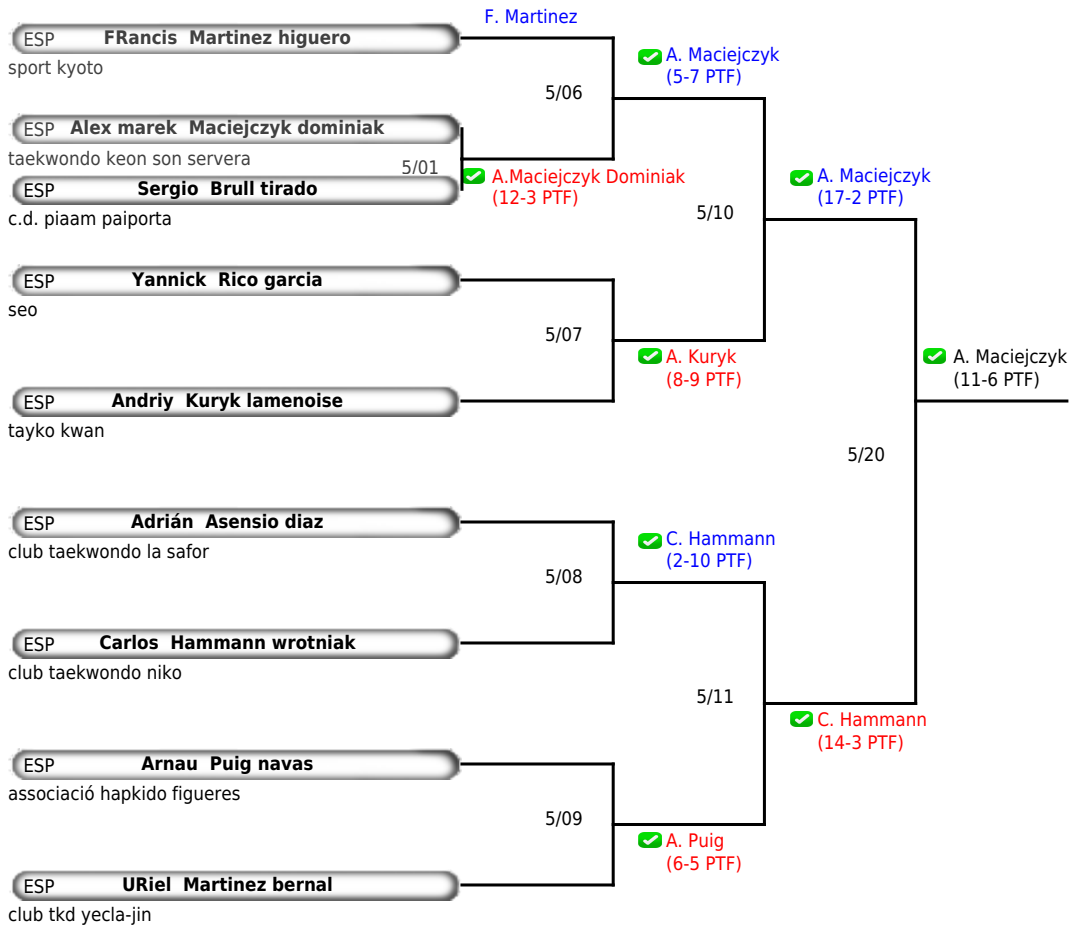 F. Martinez
ESP FRancis Martinez higuero
sport kyoto
A. Maciejczyk
(5-7 PTF)
5/06
ESP Alex marek Maciejczyk dominiak
taekwondo keon son servera
5/01
A.Maciejczyk Dominiak
(12-3 PTF)
ESP Sergio Brull tirado
c.d. piaam paiporta
A. Maciejczyk
(17-2 PTF)
5/10
ESP Yannick Rico garcia
seo
5/07
A. Kuryk
(8-9 PTF)
A. Maciejczyk
(11-6 PTF)
ESP Andriy Kuryk lamenoise
tayko kwan
5/20
ESP Adrián Asensio diaz
club taekwondo la safor
C. Hammann
(2-10 PTF)
5/08
ESP Carlos Hammann wrotniak
club taekwondo niko
5/11
C. Hammann
(14-3 PTF)
ESP Arnau Puig navas
associació hapkido figueres
5/09
A. Puig
(6-5 PTF)
ESP URiel Martinez bernal
club tkd yecla-jin